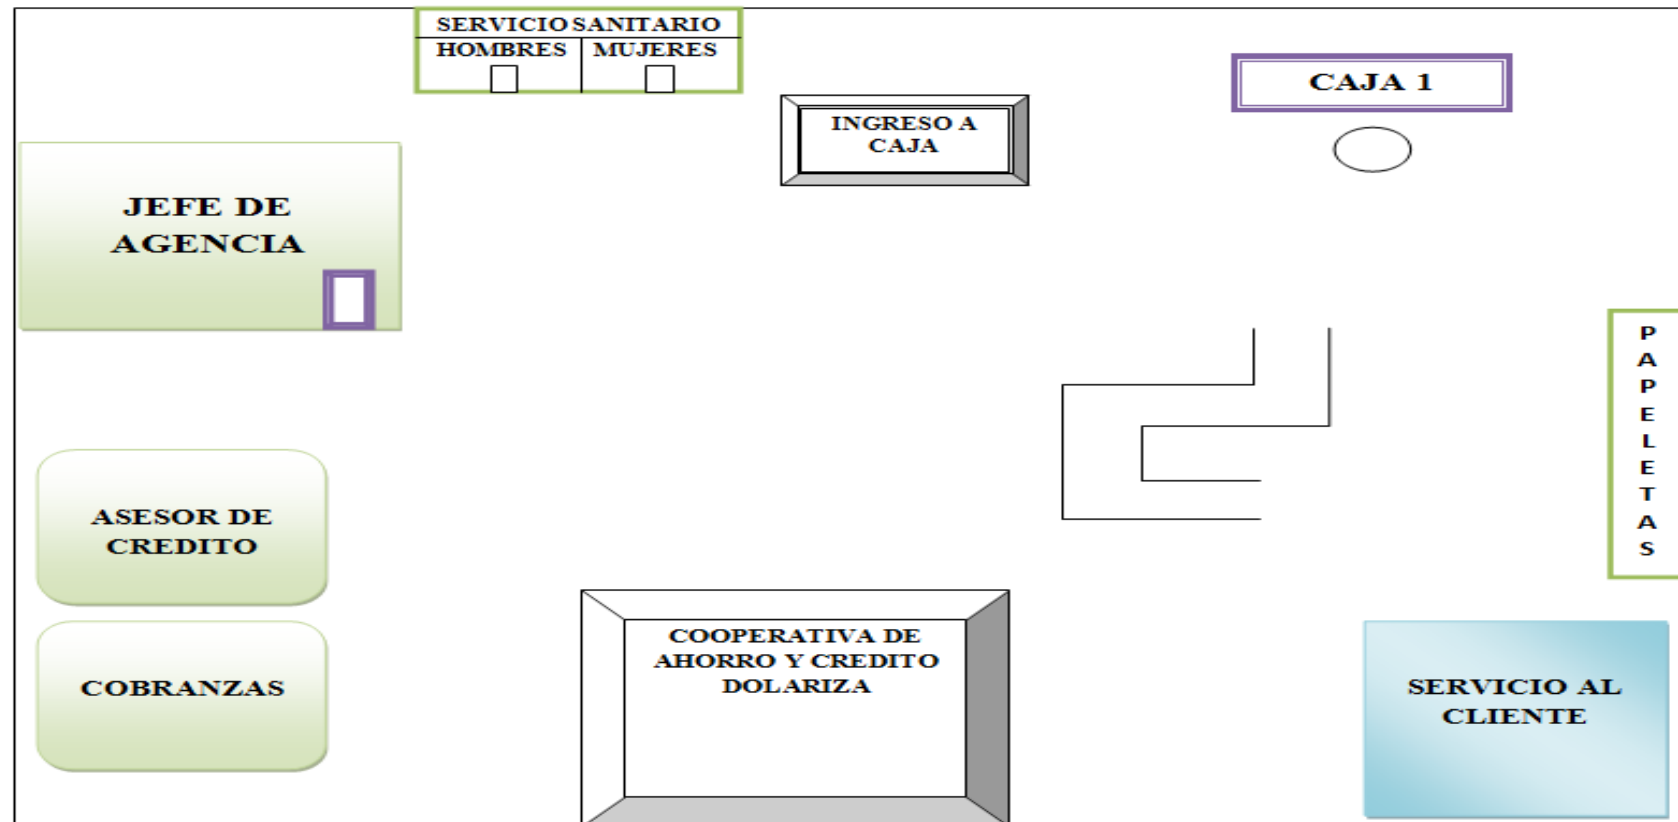 SERVICIO SANITARIO
HOMBRES MUJERES
CAJA 1
INGRESO A
CAJA
JEFE DE
AGENCIA
P
A
P
E
L
E
T
A
S
ASESOR DE
CREDITO
COOPERATIVA DE
AHORRO Y CREDITO
DOLARIZA
COBRANZAS
SERVICIO AL
CLIENTE